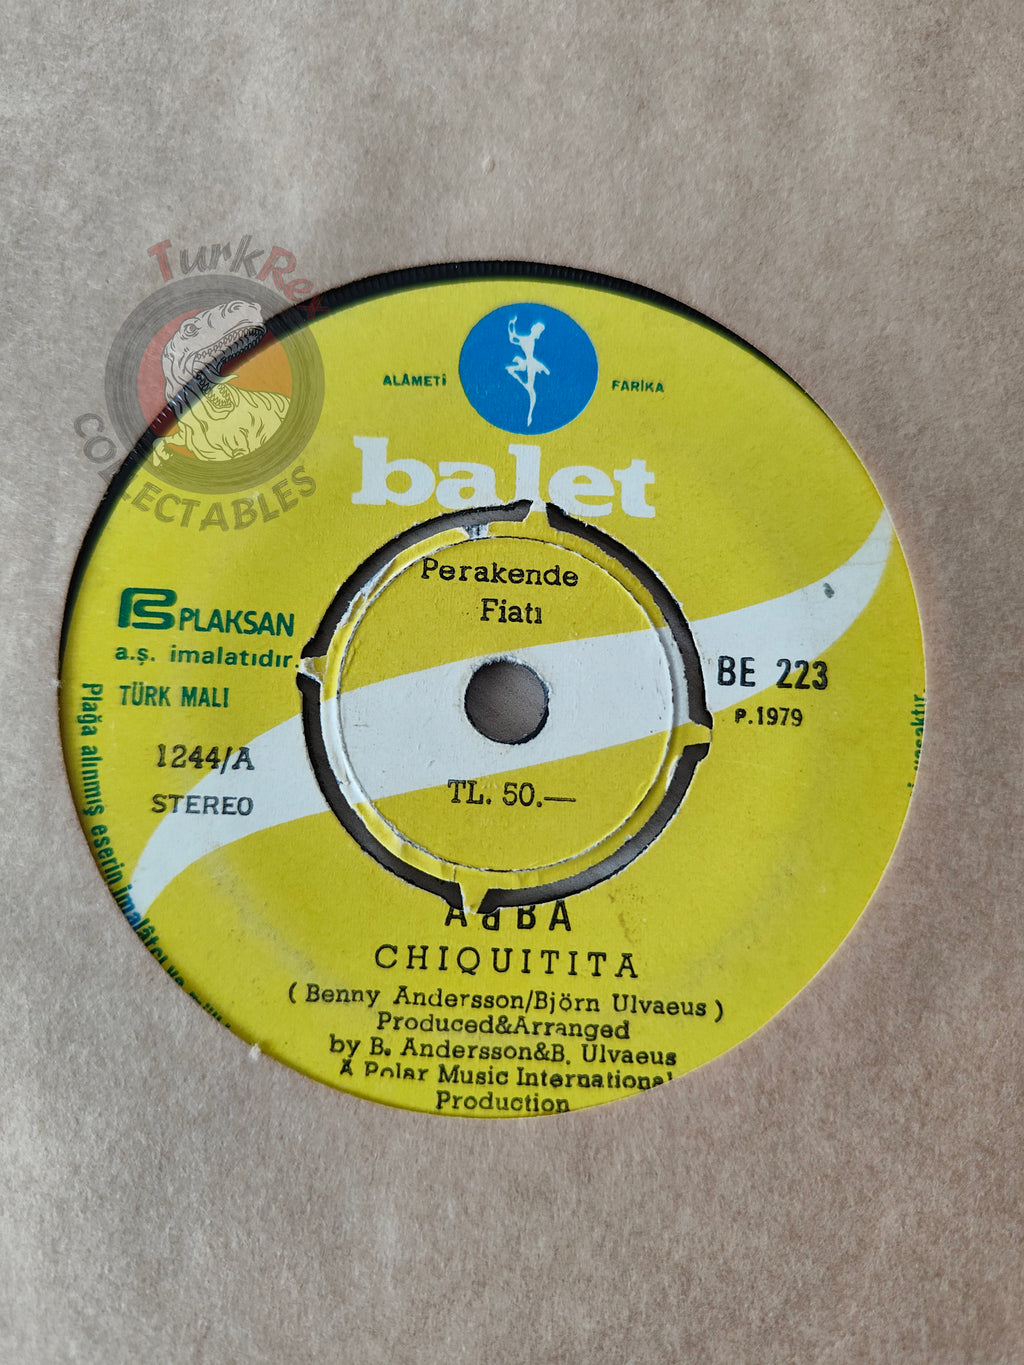 TurkRex
COLLECTABLES
ALÂMETİ FARİKA
balet
Perakende
Fiatı
PLAKSAN
a.ş. imalatıdır.
TÜRK MALI
BE 223
P.1979
1244/A
STEREO
TL. 50.—
ABBA
CHIQUITITA
( Benny Andersson/Björn Ulvaeus )
Produced&Arranged
by B. Andersson&B. Ulvaeus
A Polar Music International
Production
Plağa alınmış eserin imalâtçı ve
yasaktır.